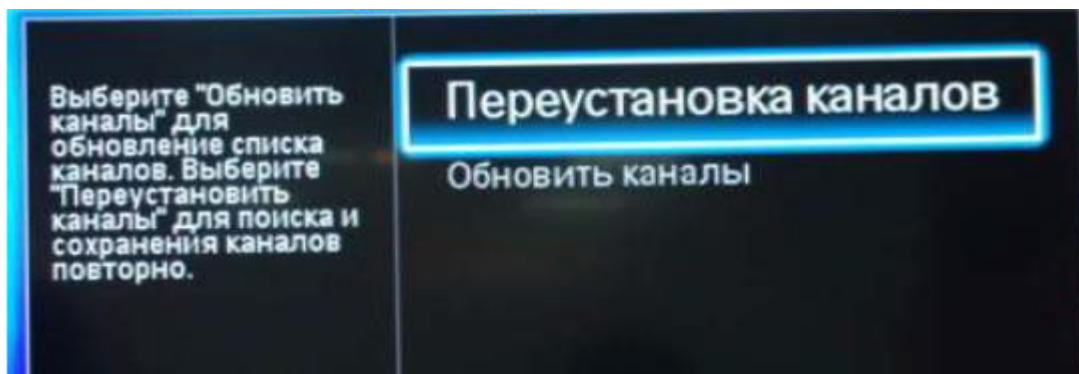 Выберите "Обновить
каналы" для
обновление списка
каналов. Выберите
"Переустановить
каналы" для поиска и
сохранения каналов
повторно.
Переустановка каналов
Обновить каналы